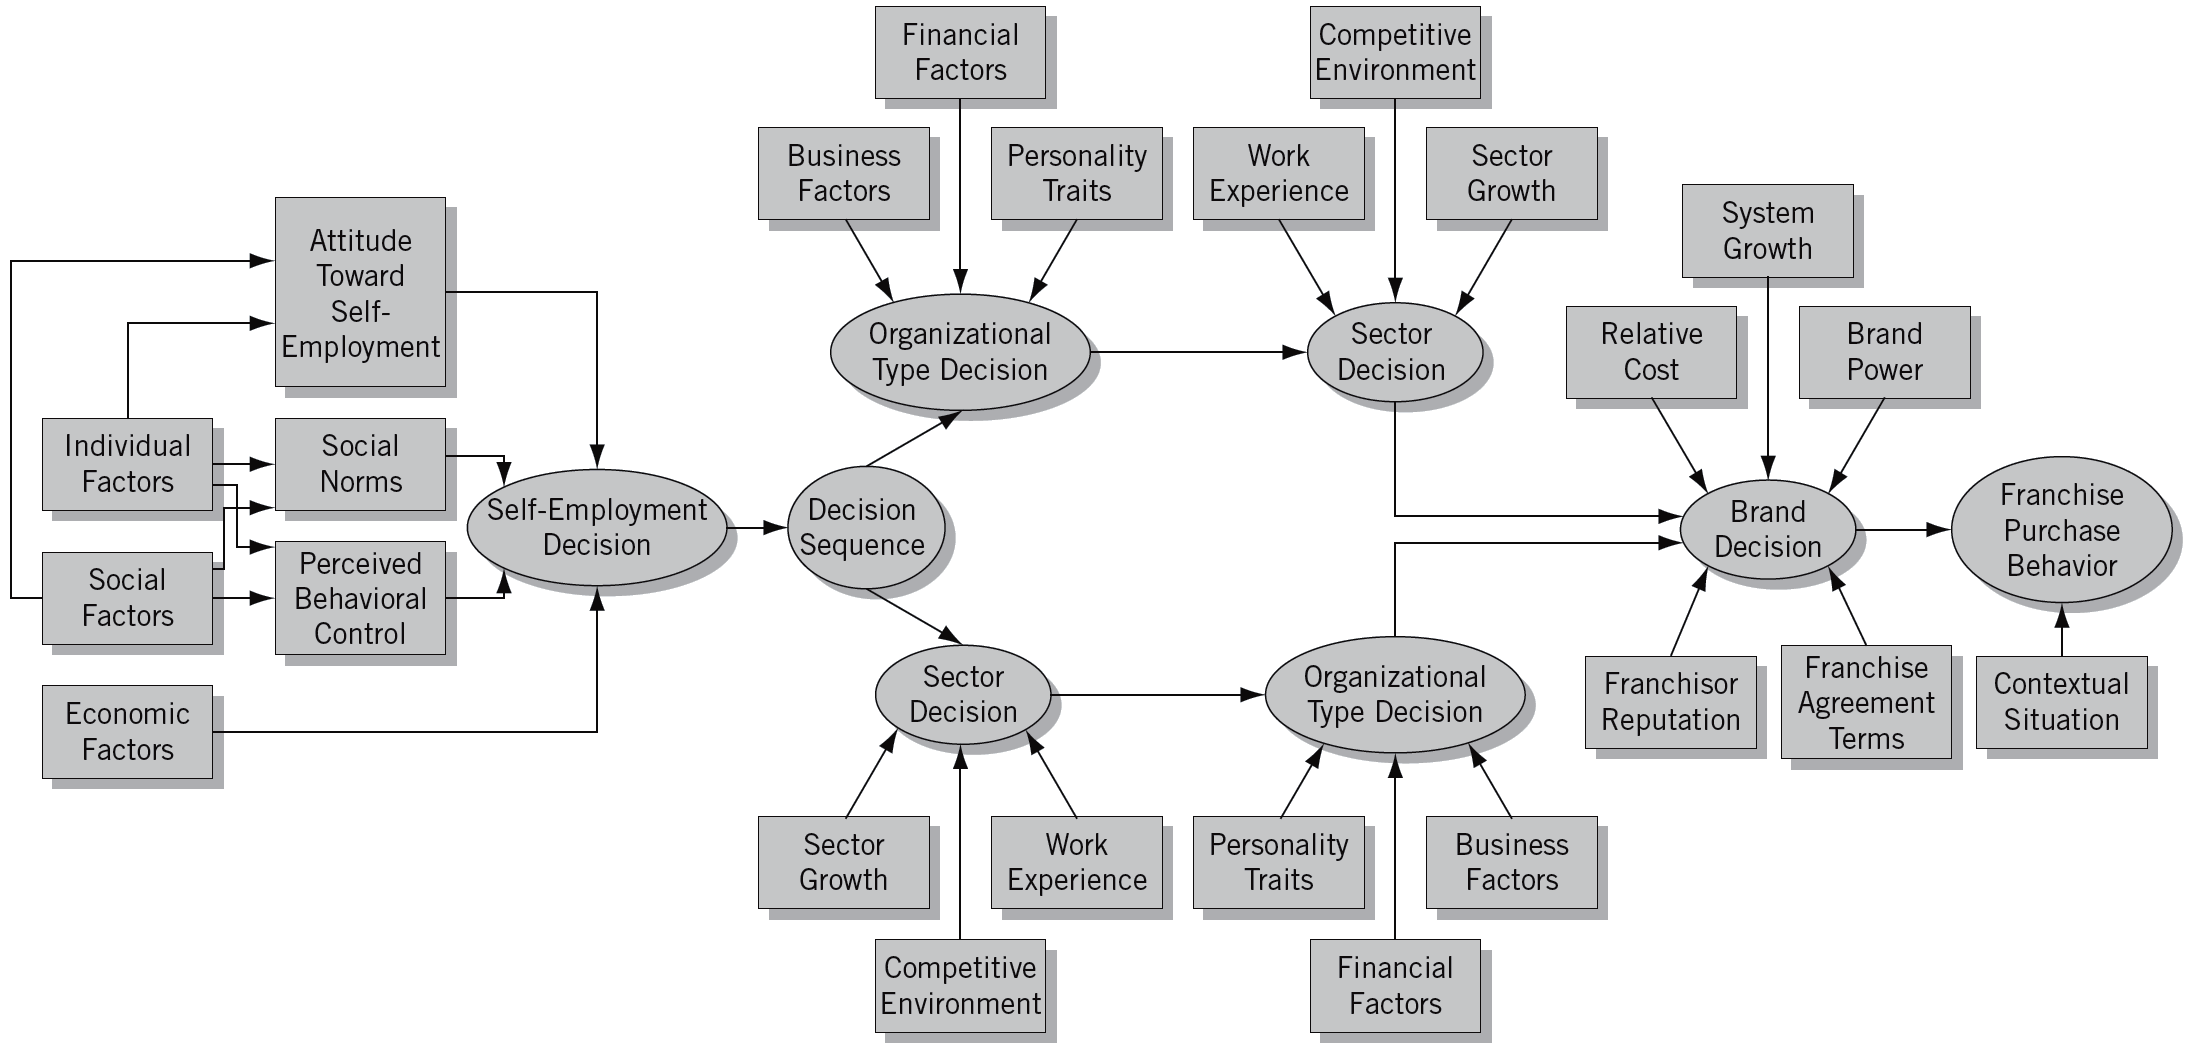 Financial
Factors
Competitive
Environment
Business
Factors
Personality
Traits
Work
Experience
Sector
Growth
System
Growth
Attitude
Toward
Self-
Employment
Organizational
Type Decision
Sector
Decision
Relative
Cost
Brand
Power
Individual
Factors
Social
Norms
Self-Employment
Decision
Decision
Sequence
Brand
Decision
Franchise
Purchase
Behavior
Social
Factors
Perceived
Behavioral
Control
Economic
Factors
Sector
Decision
Organizational
Type Decision
Franchisor
Reputation
Franchise
Agreement
Terms
Contextual
Situation
Sector
Growth
Work
Experience
Personality
Traits
Business
Factors
Competitive
Environment
Financial
Factors